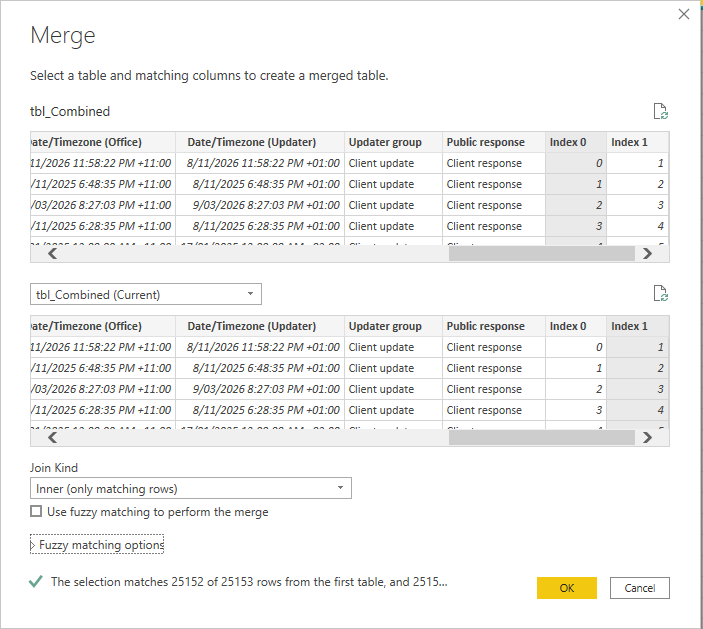 Merge
Select a table and matching columns to create a merged table.
tbl_Combined
ate/Timezone (Office) Date/Timezone (Updater) Updater group Public response Index 0 Index 1
/11/2026 11:58:22 PM +11:00 8/11/2026 11:58:22 PM +01:00 Client update Client response 0 1
/11/2025 6:48:35 PM +11:00 8/11/2025 6:48:35 PM +01:00 Client update Client response 1 2
/03/2026 8:27:03 PM +11:00 9/03/2026 8:27:03 PM +01:00 Client update Client response 2 3
/11/2025 6:28:35 PM +11:00 8/11/2025 6:28:35 PM +01:00 Client update Client response 3 4
tbl_Combined (Current)
ate/Timezone (Office) Date/Timezone (Updater) Updater group Public response Index 0 Index 1
/11/2026 11:58:22 PM +11:00 8/11/2026 11:58:22 PM +01:00 Client update Client response 0 1
/11/2025 6:48:35 PM +11:00 8/11/2025 6:48:35 PM +01:00 Client update Client response 1 2
/03/2026 8:27:03 PM +11:00 9/03/2026 8:27:03 PM +01:00 Client update Client response 2 3
/11/2025 6:28:35 PM +11:00 8/11/2025 6:28:35 PM +01:00 Client update Client response 3 4
Join Kind
Inner (only matching rows)
Use fuzzy matching to perform the merge
Fuzzy matching options
The selection matches 25152 of 25153 rows from the first table, and 2515...
OK Cancel